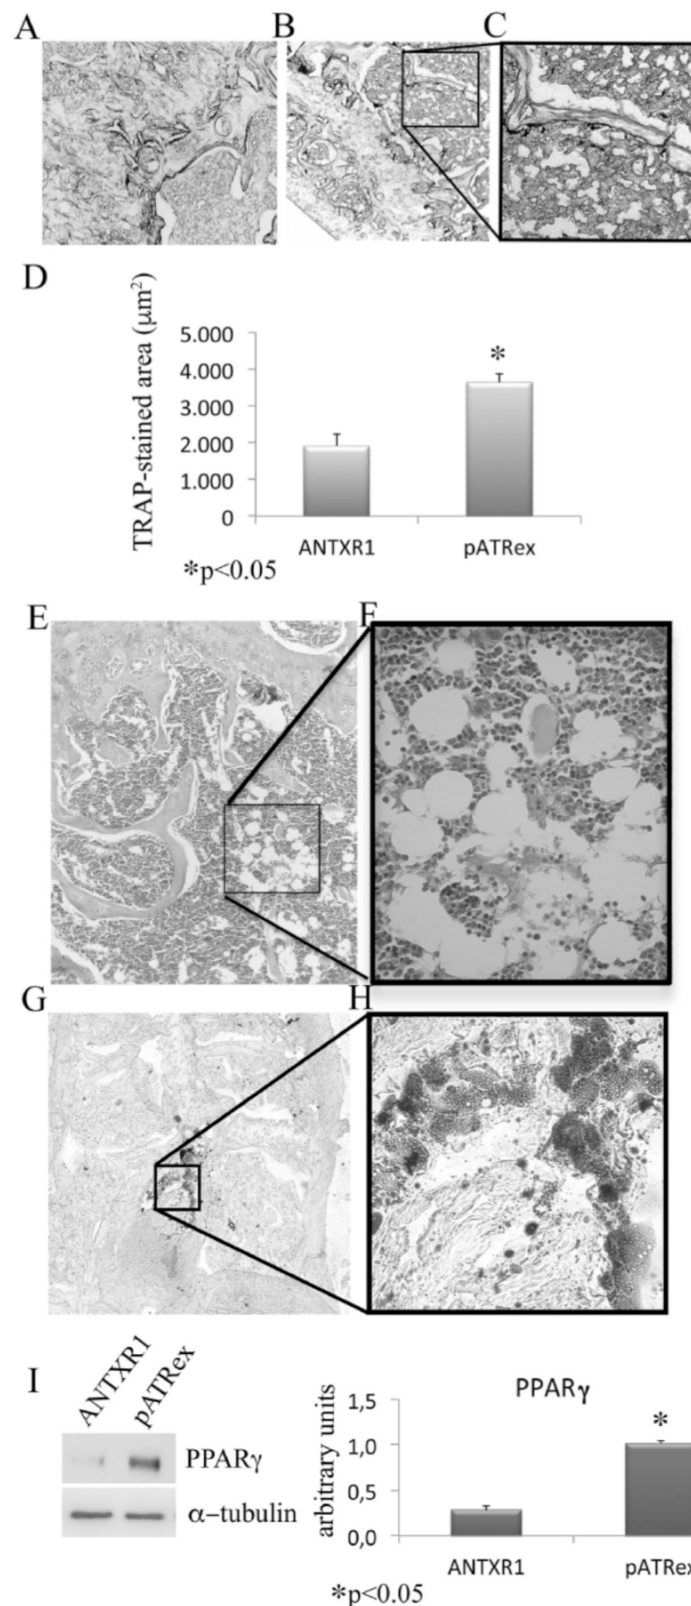 A
B
C
D
TRAP-stained area (µm²)
5.000
4.000
3.000
2.000
1.000
0
*
ANTXR1
pATRex
*p<0.05
E
F
G
H
I
ANTXR1
pATRex
PPARγ
α-tubulin
PPARγ
arbitrary units
1,5
1,0
0,5
0,0
*
ANTXR1
pATRex
*p<0.05